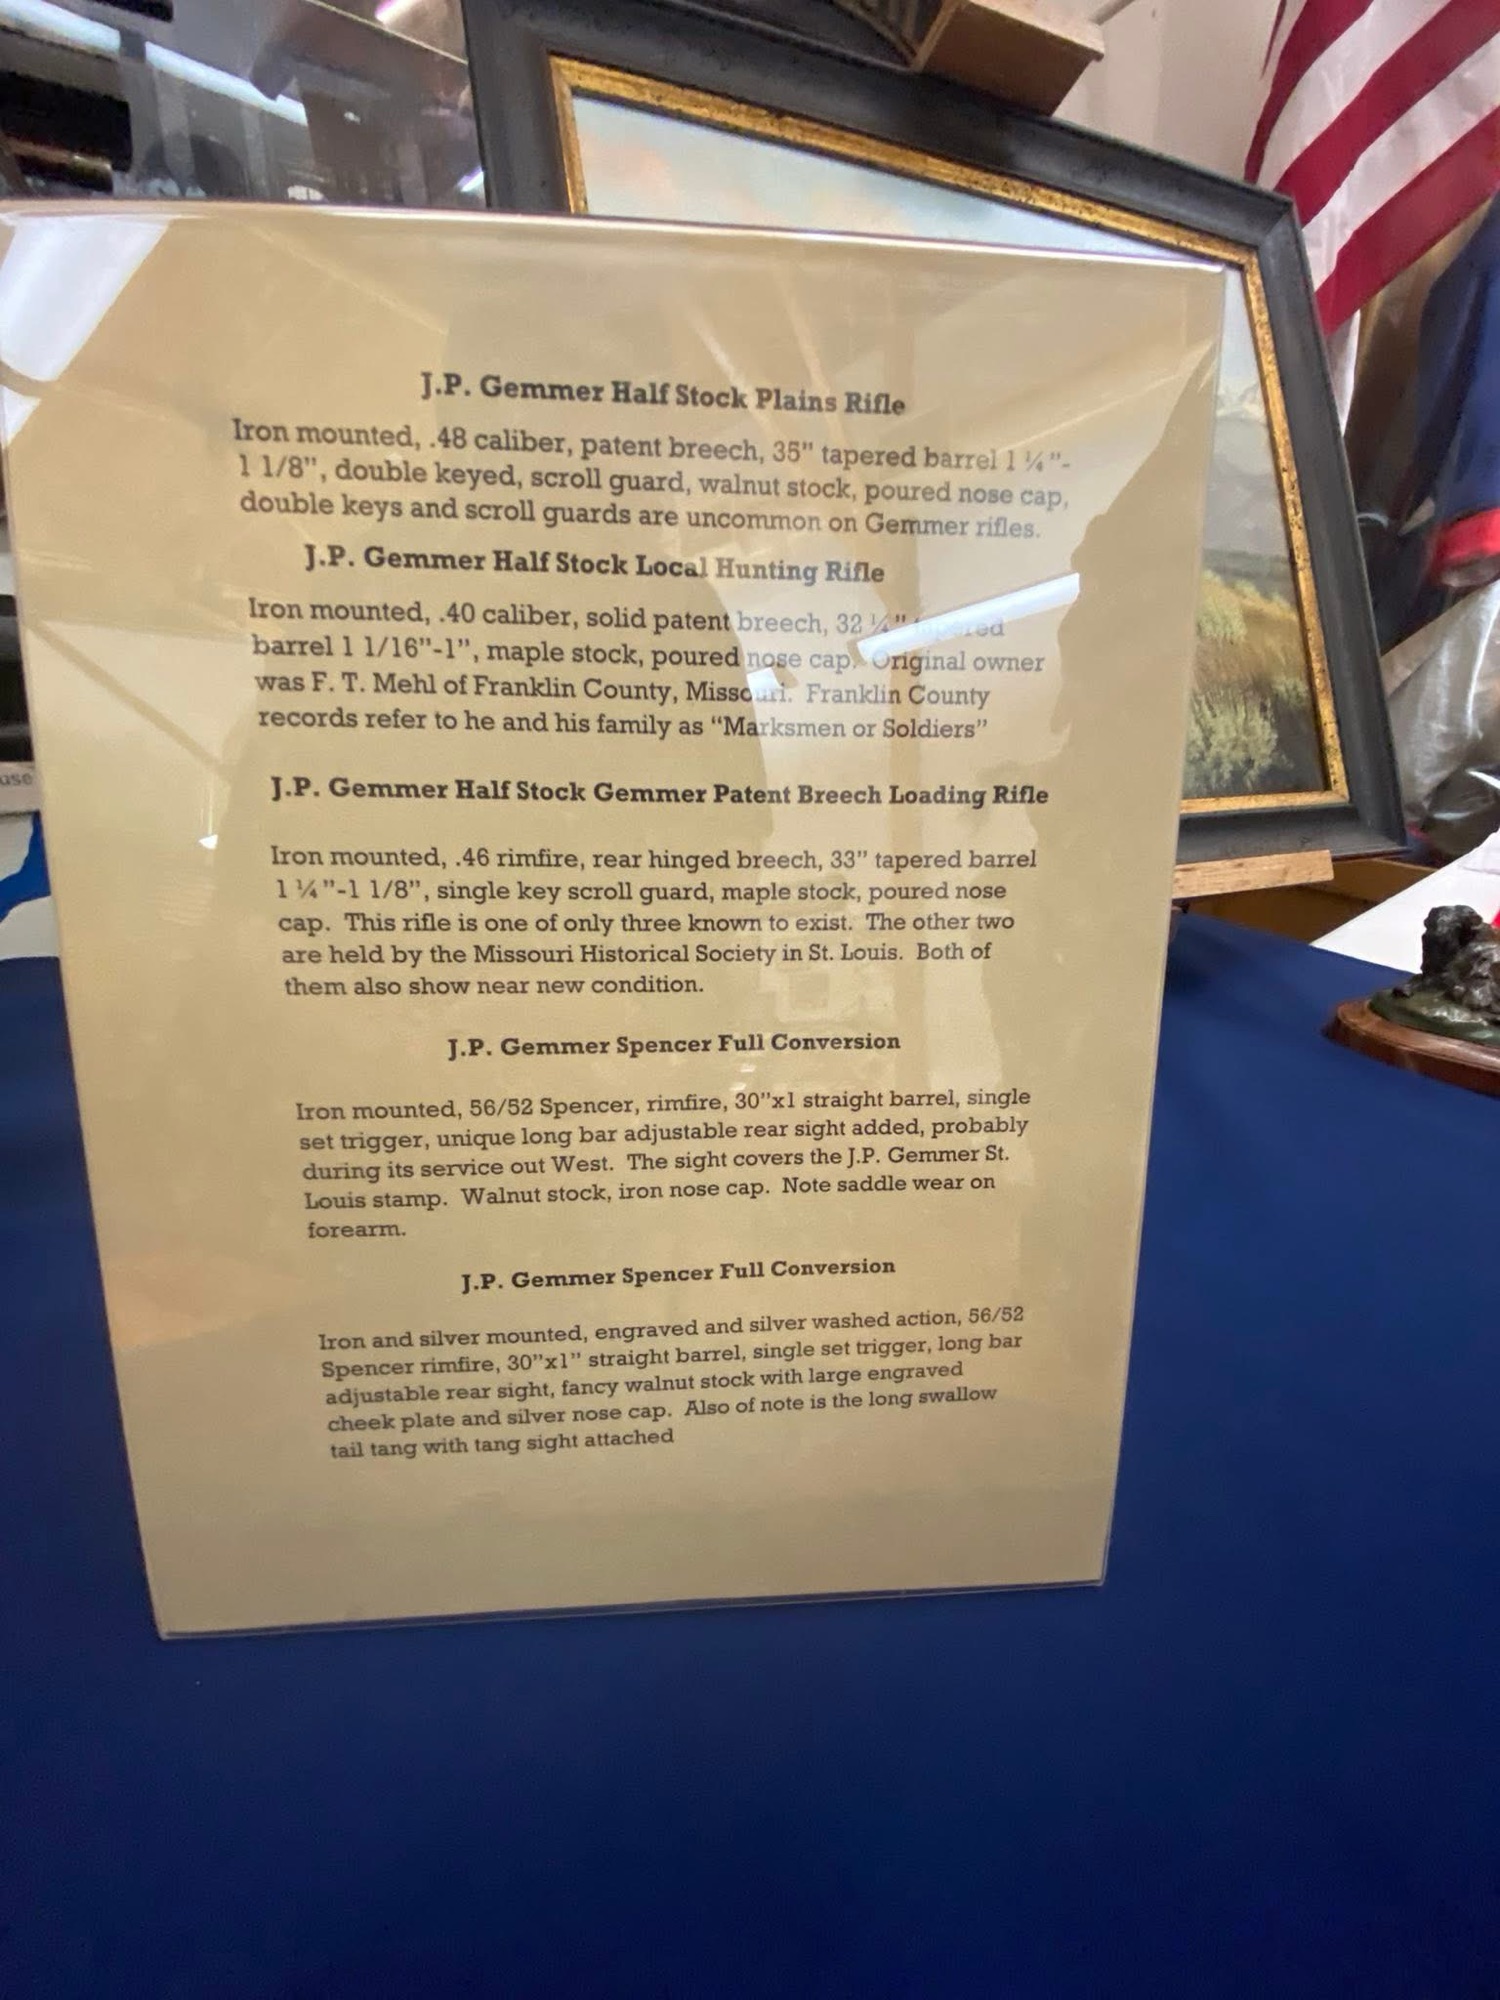 J.P. Gemmer Half Stock Plains Rifle
Iron mounted, .48 caliber, patent breech, 35" tapered barrel 1 ¼"-
1 1/8", double keyed, scroll guard, walnut stock, poured nose cap,
double keys and scroll guards are uncommon on Gemmer rifles.
J.P. Gemmer Half Stock Local Hunting Rifle
Iron mounted, .40 caliber, solid patent breech, 32 ¼" tapered
barrel 1 1/16"-1", maple stock, poured nose cap. Original owner
was F. T. Mehl of Franklin County, Missouri. Franklin County
records refer to he and his family as "Marksmen or Soldiers"
J.P. Gemmer Half Stock Gemmer Patent Breech Loading Rifle
Iron mounted, .46 rimfire, rear hinged breech, 33" tapered barrel
1 ¼"-1 1/8", single key scroll guard, maple stock, poured nose
cap. This rifle is one of only three known to exist. The other two
are held by the Missouri Historical Society in St. Louis. Both of
them also show near new condition.
J.P. Gemmer Spencer Full Conversion
Iron mounted, 56/52 Spencer, rimfire, 30"x1 straight barrel, single
set trigger, unique long bar adjustable rear sight added, probably
during its service out West. The sight covers the J.P. Gemmer St.
Louis stamp. Walnut stock, iron nose cap. Note saddle wear on
forearm.
J.P. Gemmer Spencer Full Conversion
Iron and silver mounted, engraved and silver washed action, 56/52
Spencer rimfire, 30"x1" straight barrel, single set trigger, long bar
adjustable rear sight, fancy walnut stock with large engraved
cheek plate and silver nose cap. Also of note is the long swallow
tail tang with tang sight attached